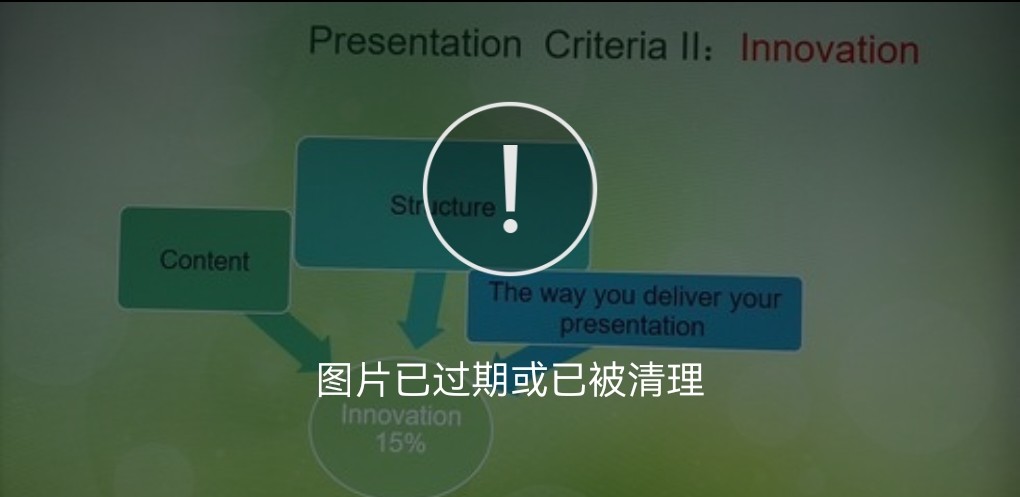 Presentation Criteria II: Innovation
Structure
Content
The way you deliver your
presentation
图片已过期或已被清理
Innovation
15%